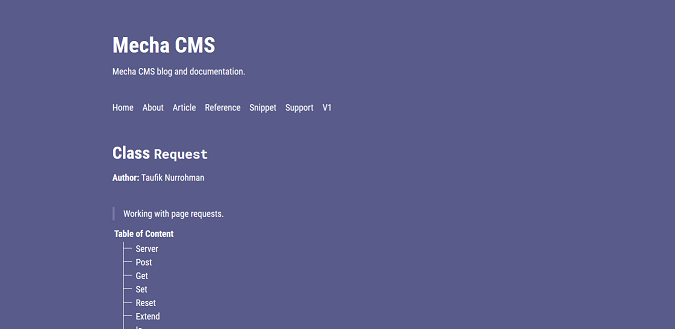 Mecha CMS
Mecha CMS blog and documentation.
Home About Article Reference Snippet Support V1
Class Request
Author: Taufik Nurrohman
Working with page requests.
Table of Content
Server
Post
Get
Set
Reset
Extend